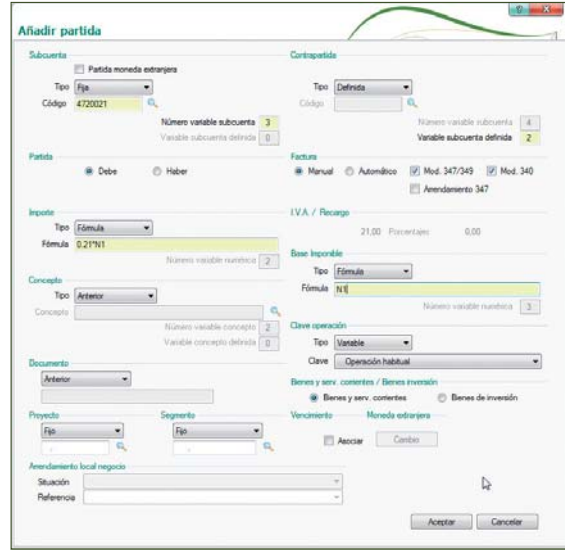 Añadir partida
Subcuenta
Partida moneda extranjera
Tipo Fija
Código 4720021
Número variable subcuenta 3
Variable subcuenta definida 0
Contrapartida
Tipo Definida
Código
Número variable subcuenta 4
Variable subcuenta definida 2
Partida
Debe Haber
Factura
Manual Automático Mod. 347/349 Mod. 340
Arrendamiento 347
Importe
Tipo Fórmula
Fórmula 0.21*N1
Número variable numérica 2
I.V.A. / Recargo
21,00 Porcentajes 0,00
Base Imponible
Tipo Fórmula
Fórmula N1
Número variable numérica 3
Concepto
Tipo Anterior
Concepto
Número variable concepto 2
Variable concepto definida 0
Clave operación
Tipo Variable
Clave Operación habitual
Documento
Anterior
Bienes y serv. corrientes / Bienes inversión
Bienes y serv. corrientes Bienes de inversión
Proyecto Segmento
Fijo Fijo
Vencimiento Moneda extranjera
Asociar Cambio
Arrendamiento local negocio
Situación
Referencia
Aceptar Cancelar